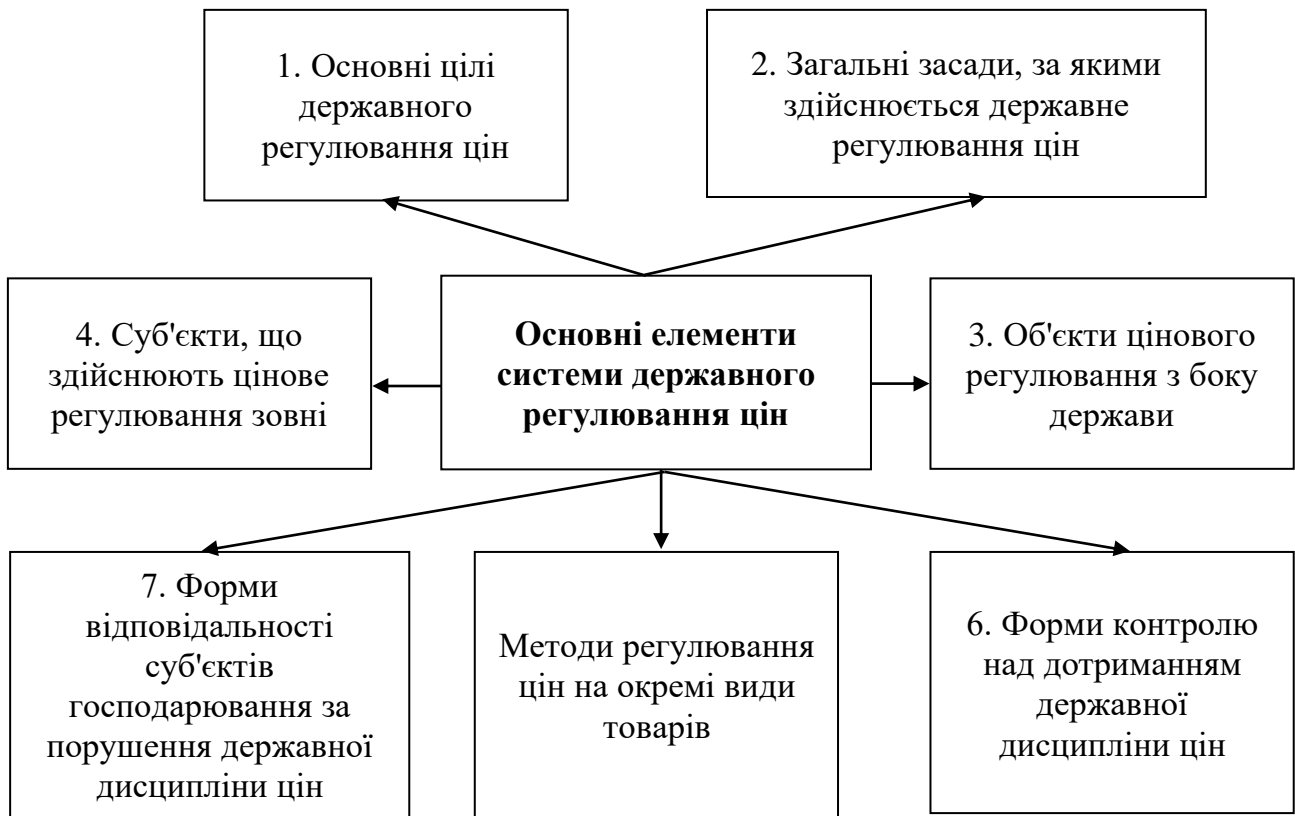 1. Основні цілі
державного
регулювання цін
2. Загальні засади, за якими
здійснюється державне
регулювання цін
4. Суб'єкти, що
здійснюють цінове
регулювання зовні
Основні елементи
системи державного
регулювання цін
3. Об'єкти цінового
регулювання з боку
держави
7. Форми
відповідальності
суб'єктів
господарювання за
порушення державної
дисципліни цін
Методи регулювання
цін на окремі види
товарів
6. Форми контролю
над дотриманням
державної
дисципліни цін